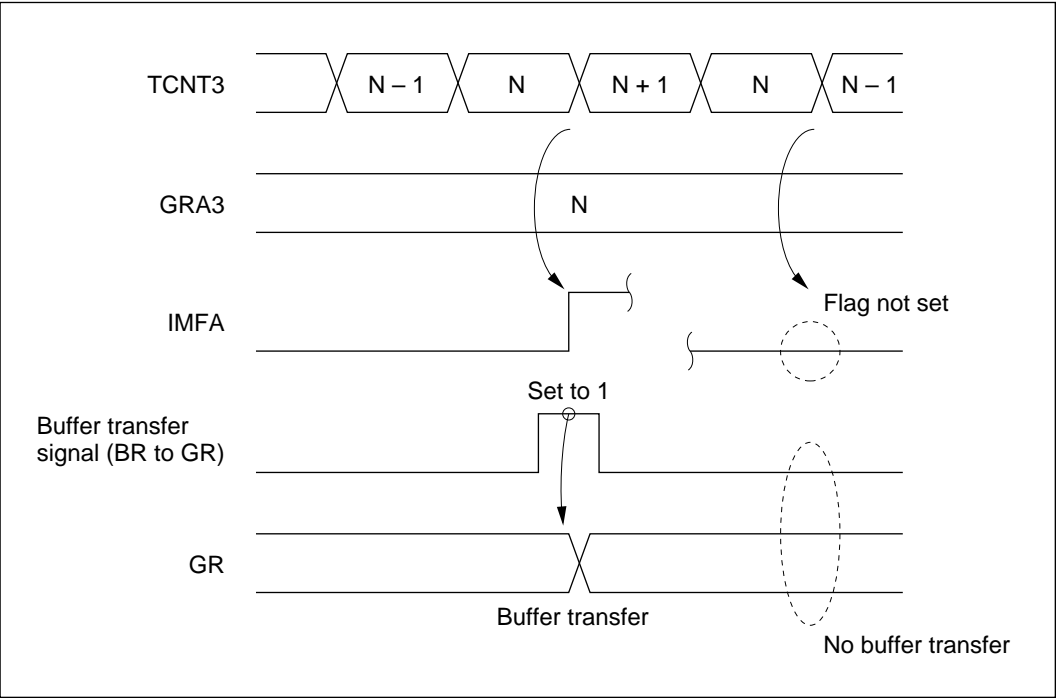 TCNT3 N – 1 N N + 1 N N – 1
GRA3 N
Flag not set
IMFA
Set to 1
Buffer transfer
signal (BR to GR)
GR
Buffer transfer
No buffer transfer